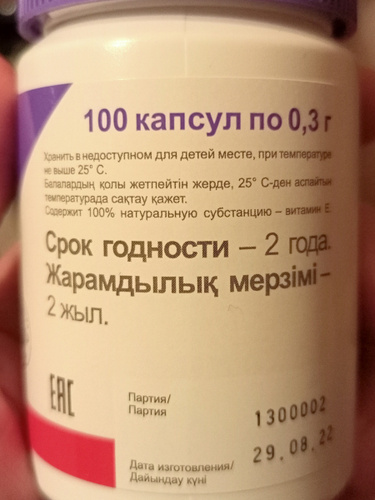 100 капсул по 0,3 г
Хранить в недоступном для детей месте, при температуре
не выше 25° С.
Балалардың қолы жетпейтін жерде, 25° С-ден аспайтын
температурада сақтау қажет.
Содержит 100% натуральную субстанцию – витамин Е.
Срок годности – 2 года.
Жарамдылық мерзімі –
2 жыл.
ЕАС
Партия/
Партия
1300002
Дата изготовления/
Дайындау күні
29.08.22